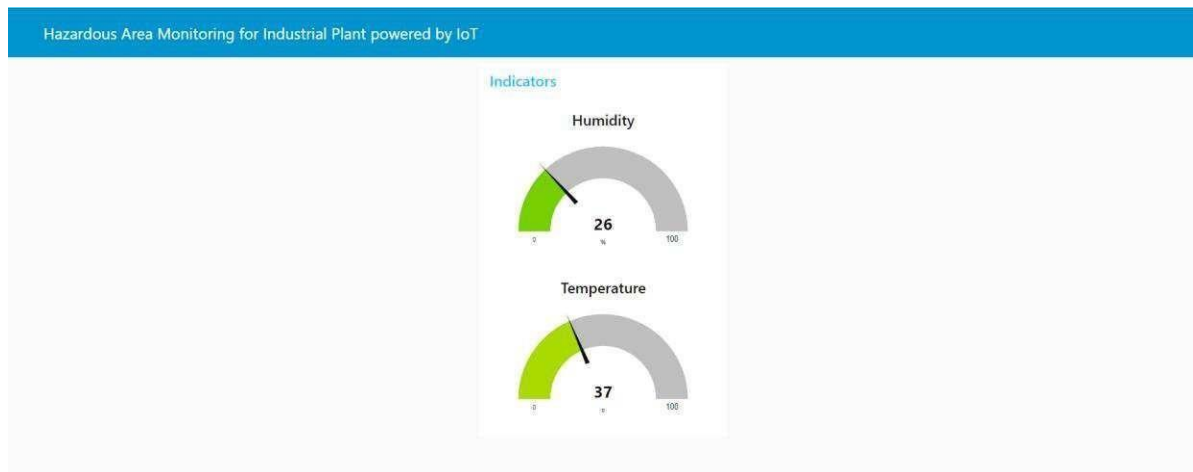 Hazardous Area Monitoring for Industrial Plant powered by IoT
Indicators
Humidity
26
0 % 100
Temperature
37
0 100